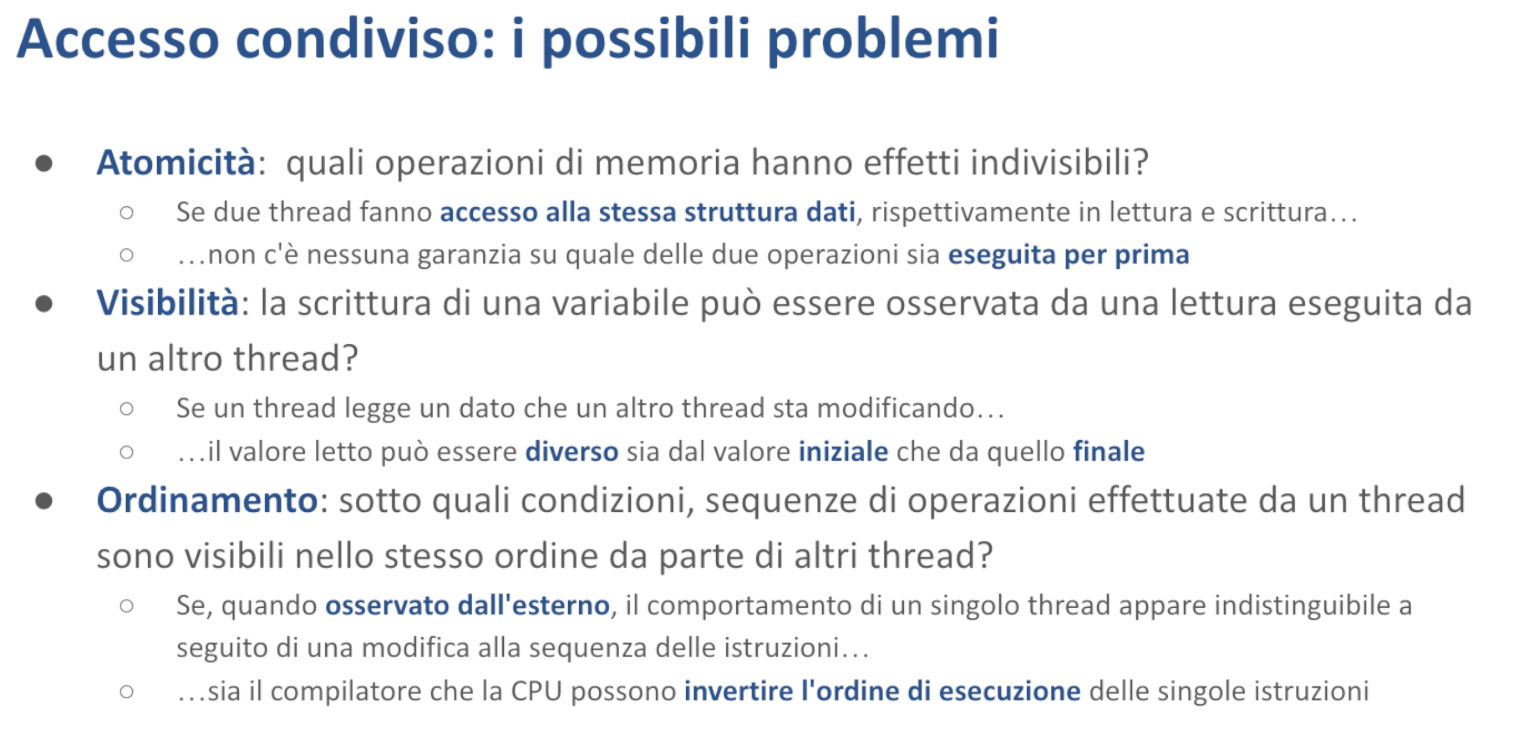 Accesso condiviso: i possibili problemi
● Atomicità: quali operazioni di memoria hanno effetti indivisibili?
○ Se due thread fanno accesso alla stessa struttura dati, rispettivamente in lettura e scrittura…
○ …non c'è nessuna garanzia su quale delle due operazioni sia eseguita per prima
● Visibilità: la scrittura di una variabile può essere osservata da una lettura eseguita da
un altro thread?
○ Se un thread legge un dato che un altro thread sta modificando…
○ …il valore letto può essere diverso sia dal valore iniziale che da quello finale
● Ordinamento: sotto quali condizioni, sequenze di operazioni effettuate da un thread
sono visibili nello stesso ordine da parte di altri thread?
○ Se, quando osservato dall'esterno, il comportamento di un singolo thread appare indistinguibile a
seguito di una modifica alla sequenza delle istruzioni…
○ …sia il compilatore che la CPU possono invertire l'ordine di esecuzione delle singole istruzioni